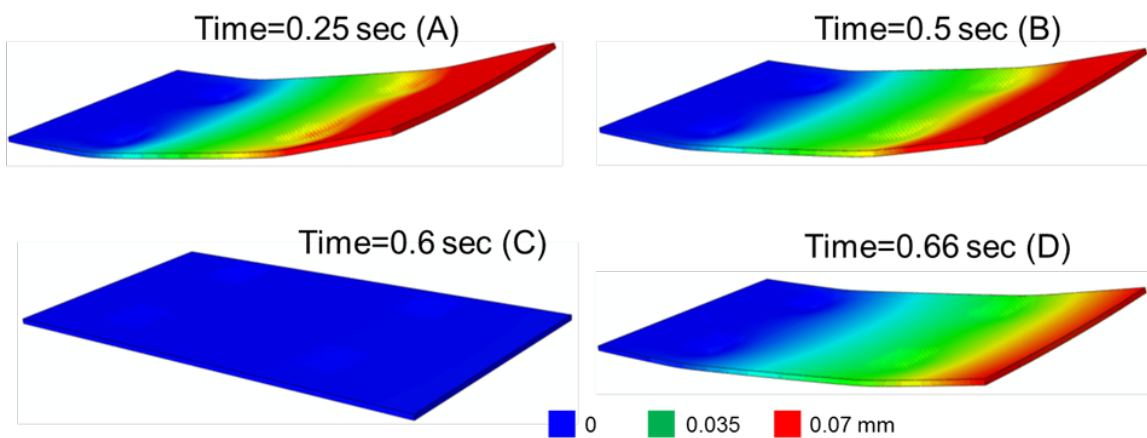 Time=0.25 sec (A)
Time=0.5 sec (B)
Time=0.6 sec (C)
Time=0.66 sec (D)
0 0.035 0.07 mm